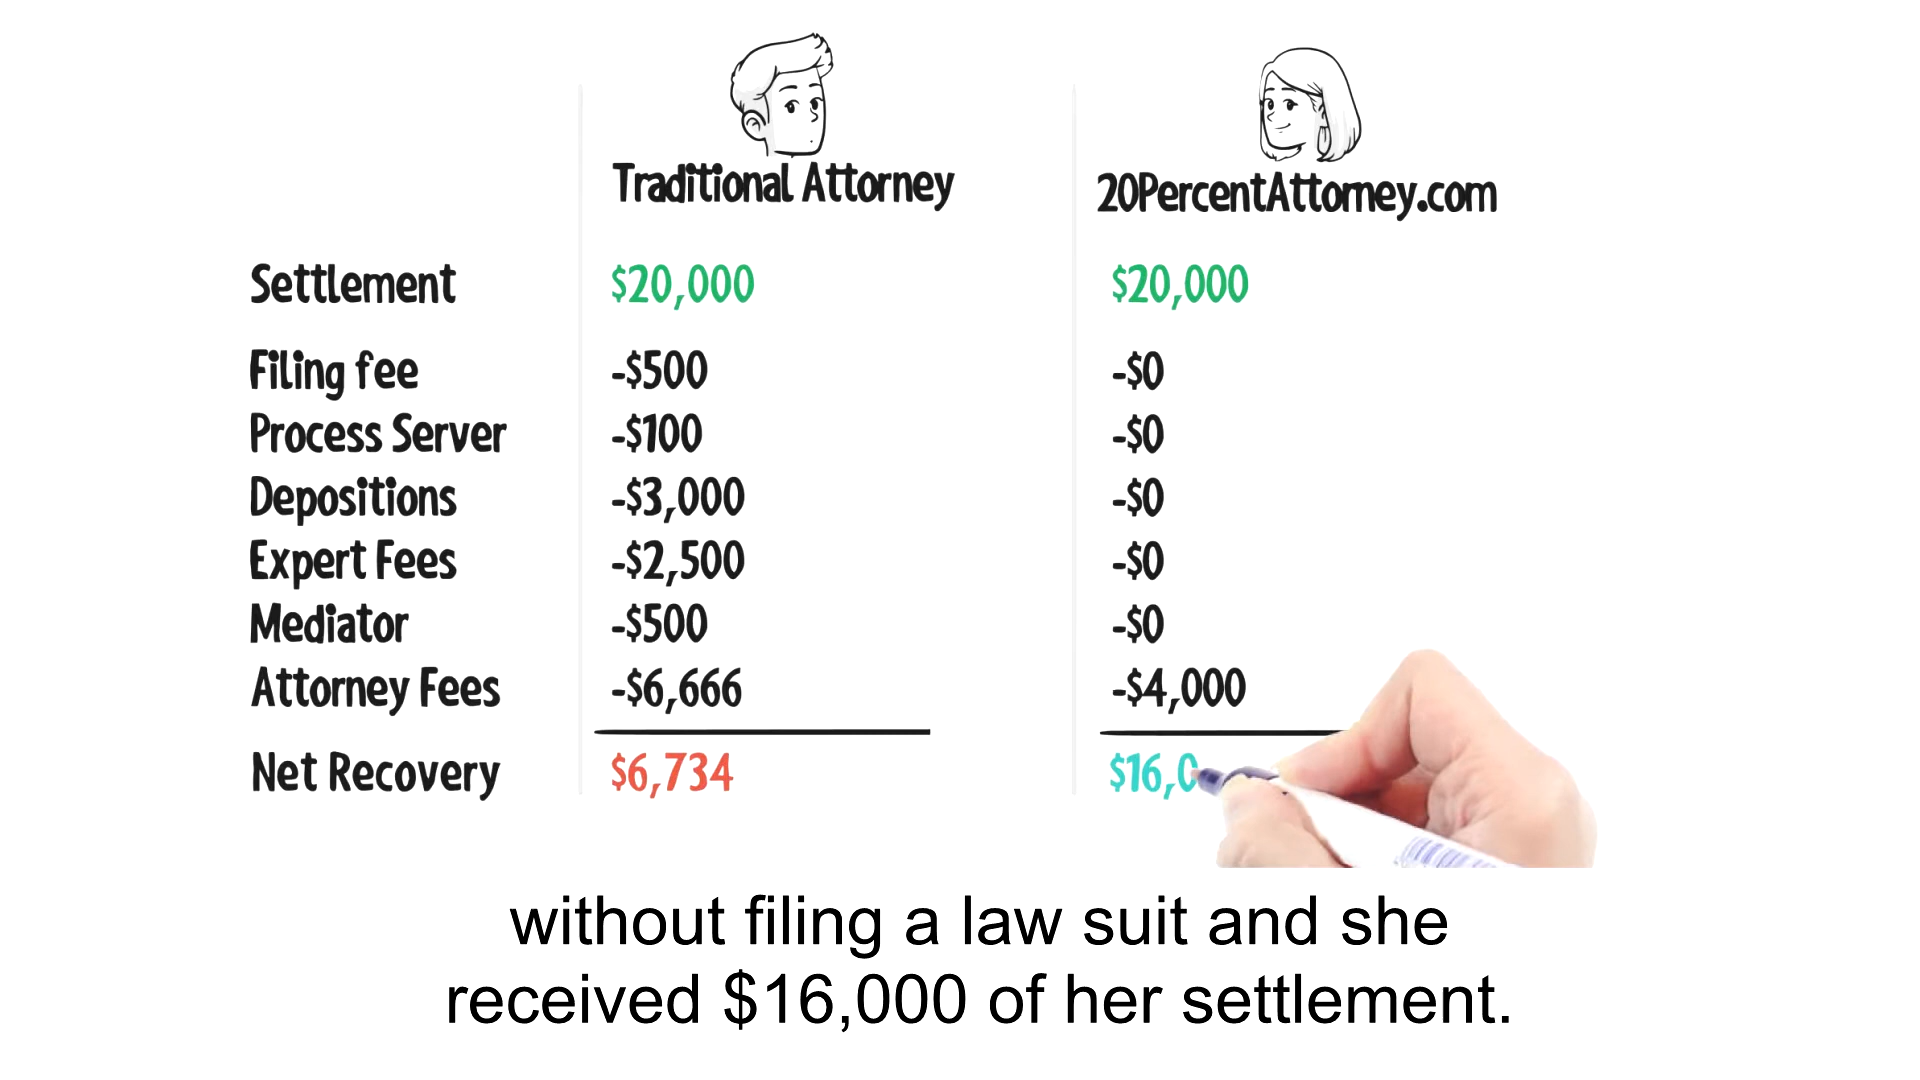 Traditional Attorney
20PercentAttorney.com
Settlement $20,000 $20,000
Filing fee -$500 -$0
Process Server -$100 -$0
Depositions -$3,000 -$0
Expert Fees -$2,500 -$0
Mediator -$500 -$0
Attorney Fees -$6,666 -$4,000
Net Recovery $6,734 $16,0
without filing a law suit and she
received $16,000 of her settlement.